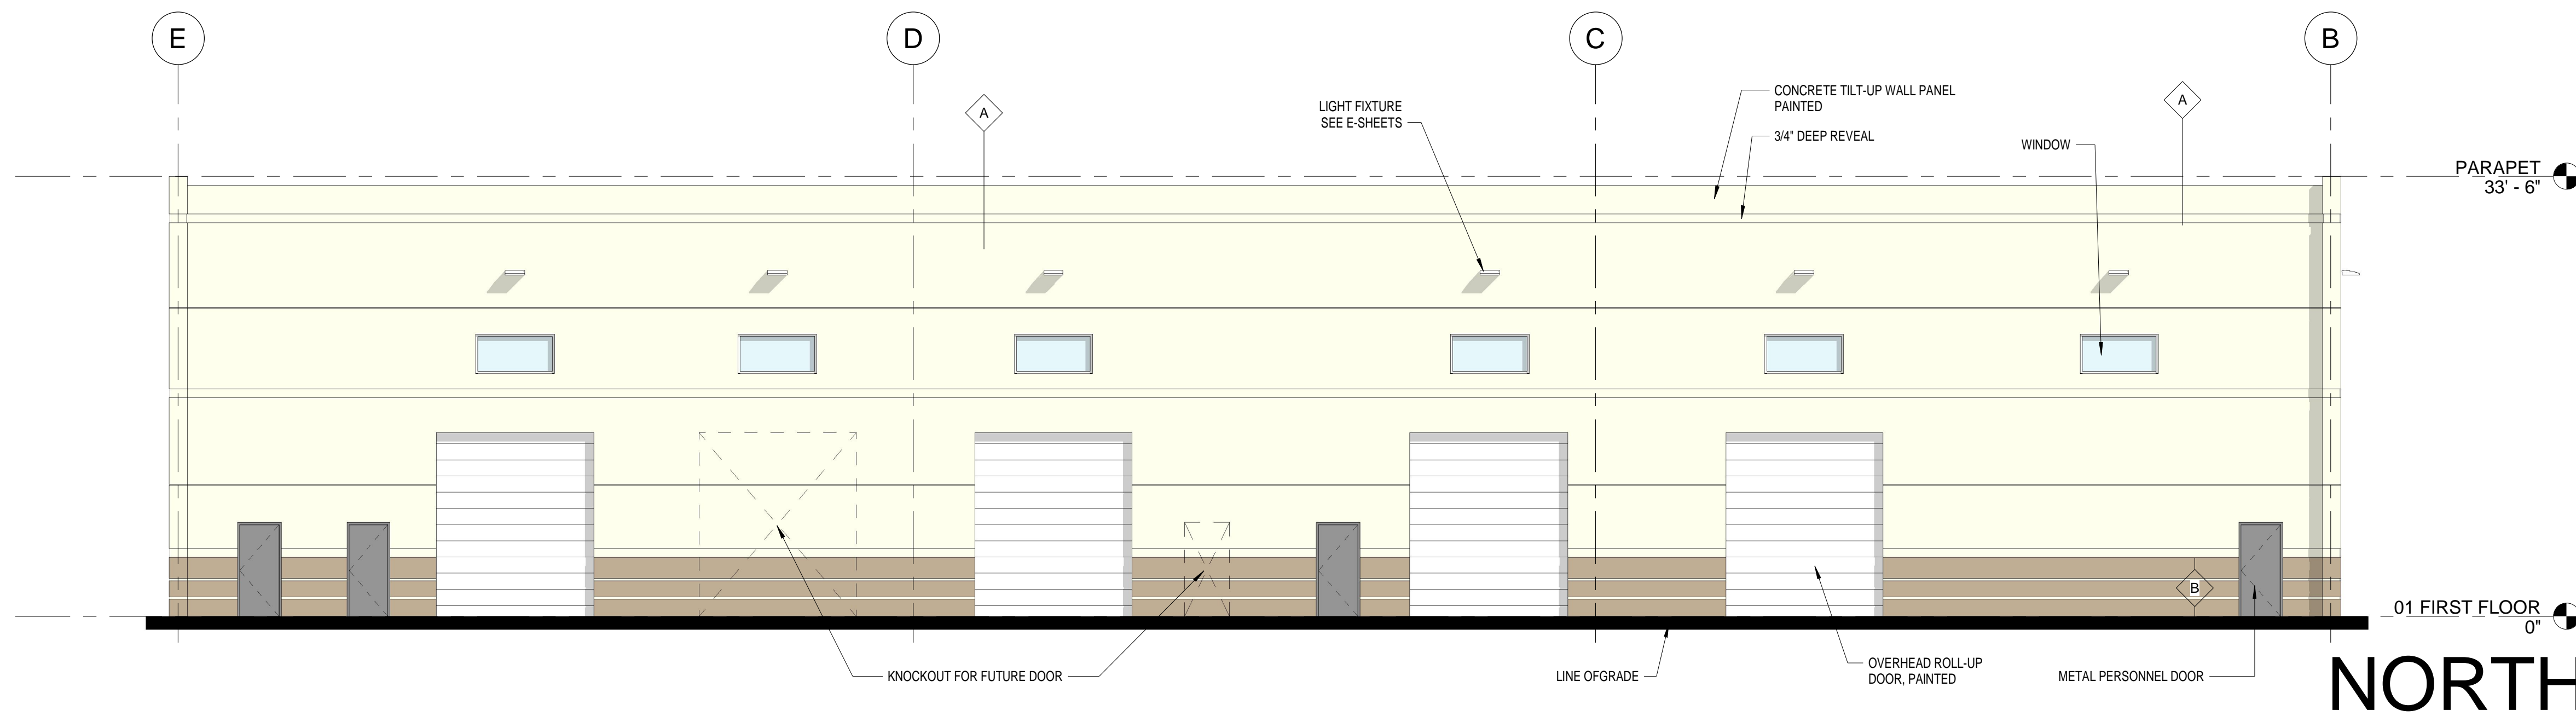 E
D
C
B
A
LIGHT FIXTURE
SEE E-SHEETS
CONCRETE TILT-UP WALL PANEL
PAINTED
3/4" DEEP REVEAL
A
WINDOW
PARAPET
33' - 6"
B
01 FIRST FLOOR
0"
KNOCKOUT FOR FUTURE DOOR
LINE OFGRADE
OVERHEAD ROLL-UP
DOOR, PAINTED
METAL PERSONNEL DOOR
NORTH